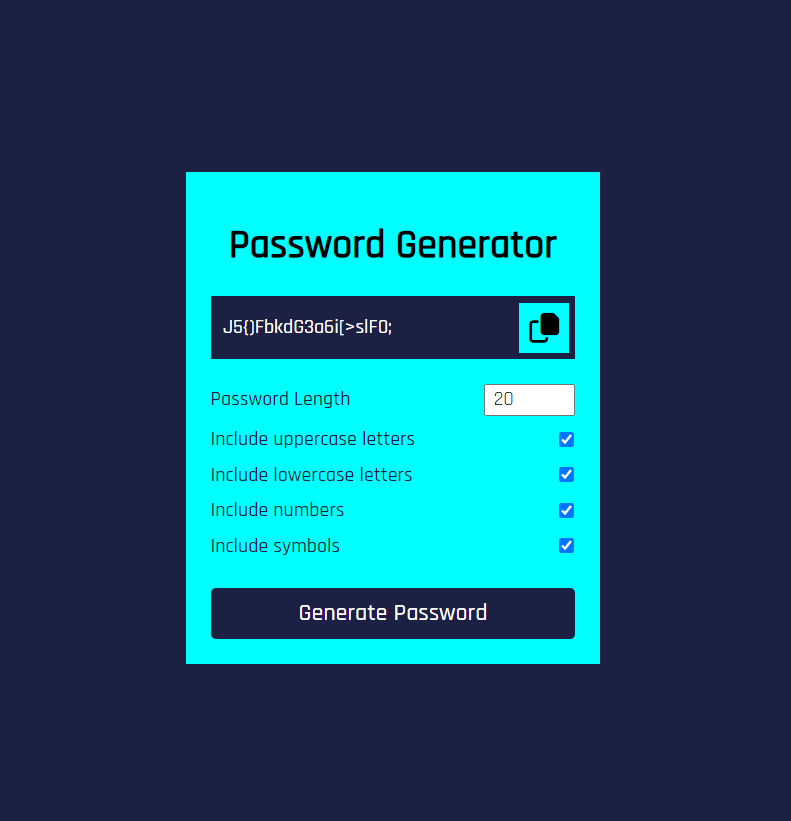 Password Generator
J5{}FbkdG3a6i[>slF0;
Password Length 20
Include uppercase letters
Include lowercase letters
Include numbers
Include symbols
Generate Password